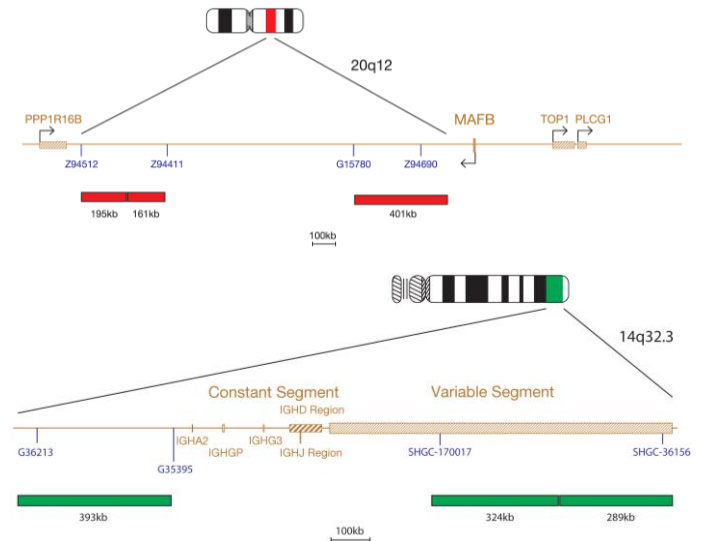 20q12
PPP1R16B
MAFB
TOP1 PLCG1
Z94512
Z94411
G15780
Z94690
195kb
161kb
401kb
100kb
14q32.3
Constant Segment
Variable Segment
IGHD Region
IGHA2
IGHGP
IGHG3
IGHJ Region
G36213
G35395
SHGC-170017
SHGC-36156
393kb
324kb
289kb
100kb